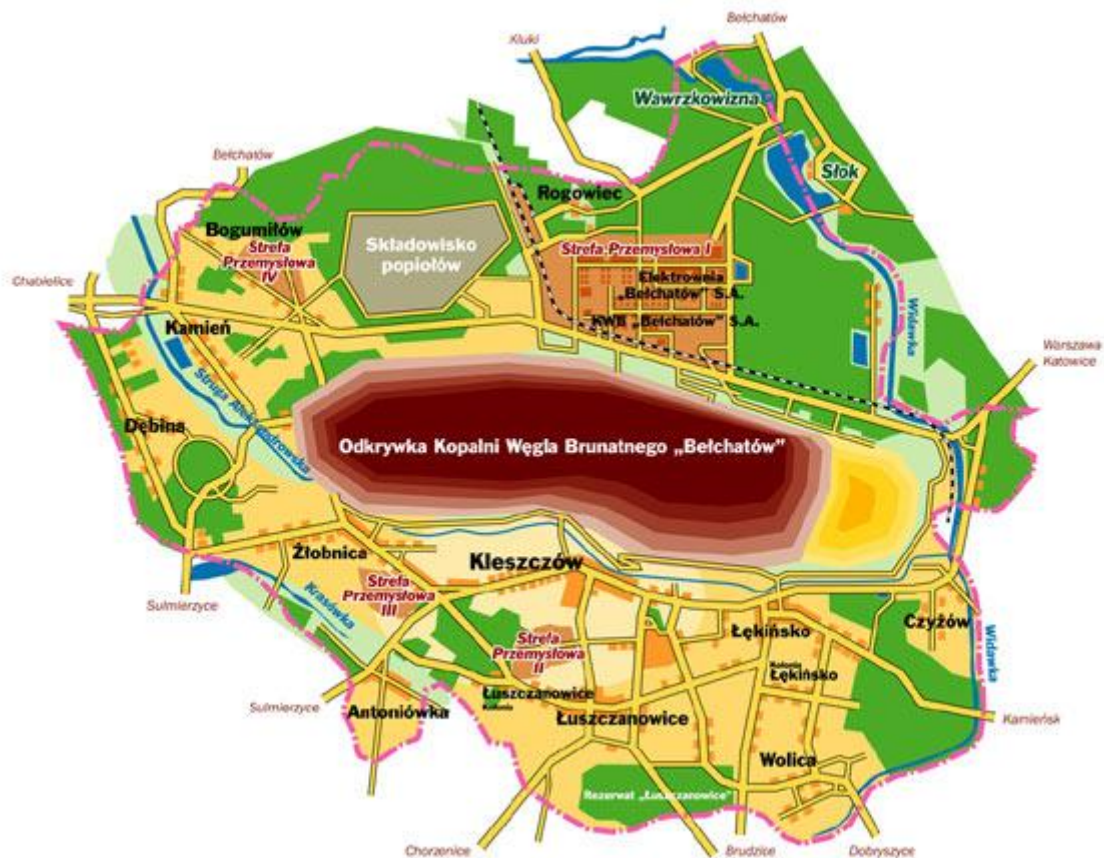 Bełchatów
Kluki
Wawrzkowizna
Bełchatów
Słok
Rogowiec
Bogumiłów
Strefa
Przemysłowa
IV
Składowisko
popiołów
Strefa Przemysłowa I
Elektrownia
„Bełchatów” S.A.
KWB „Bełchatów” S.A.
Chabielice
Kamień
Widawka
Warszawa
Katowice
Struga Aleksandrowska
Dębina
Odkrywka Kopalni Węgla Brunatnego „Bełchatów”
Żłobnica
Kleszczów
Strefa
Przemysłowa
III
Sulmierzyce
Krasówka
Strefa
Przemysłowa
II
Łękińsko
Czyżów
Widawka
Kolonia
Łękińsko
Sulmierzyce
Antoniówka
Łuszczanowice
Kolonia
Łuszczanowice
Kamieńsk
Wolica
Rezerwat „Łuszczanowice”
Chorzenice
Brudzice
Dobryszyce